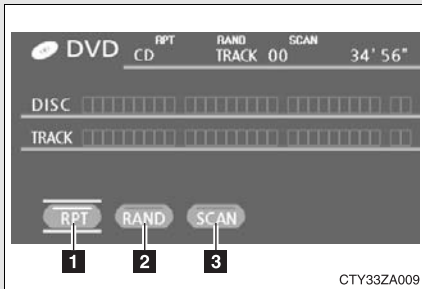 RPT RAND SCAN
DVD CD TRACK 00 34' 56"
DISC
TRACK
RPT RAND SCAN
1 2 3
CTY33ZA009